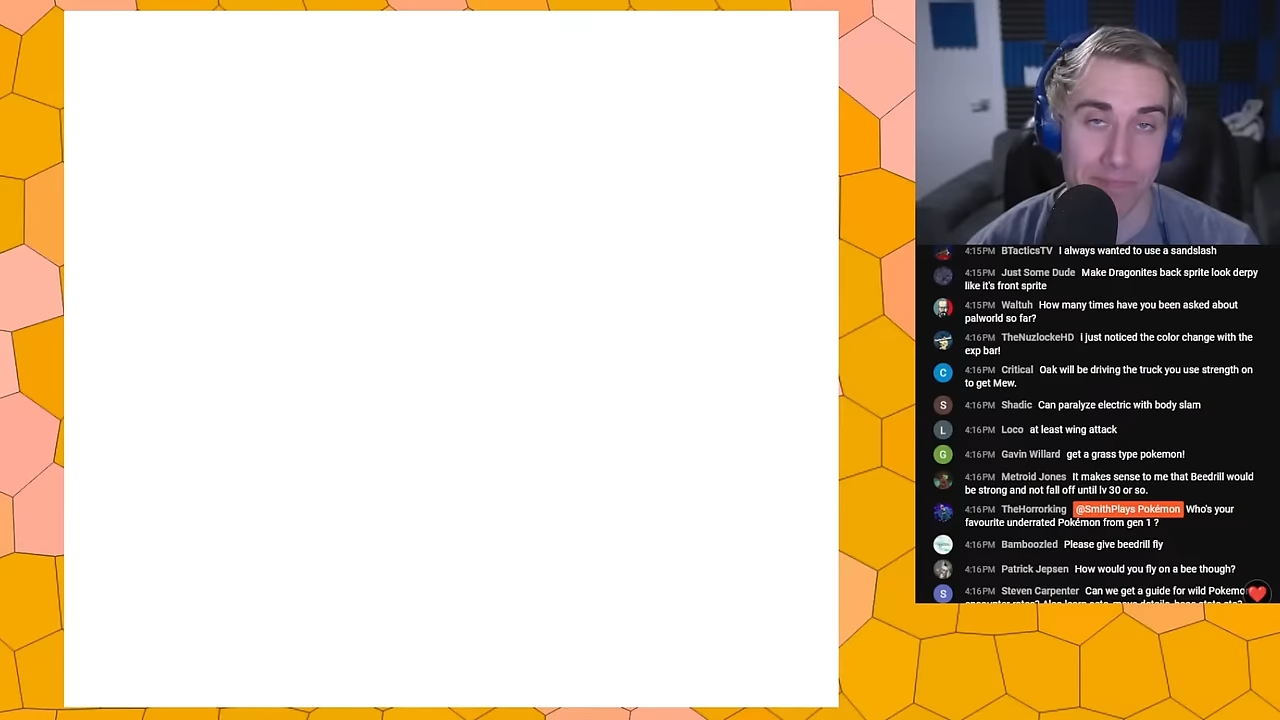 4:15PM BTacticsTV I always wanted to use a sandslash
4:15PM Just Some Dude Make Dragonites back sprite look derpy
like it's front sprite
4:15PM Waltuh How many times have you been asked about
palworld so far?
4:16PM TheNuzlockeHD i just noticed the color change with the
exp bar!
C 4:16PM Critical Oak will be driving the truck you use strength on
to get Mew.
S 4:16PM Shadic Can paralyze electric with body slam
L 4:16PM Loco at least wing attack
G 4:16PM Gavin Willard get a grass type pokemon!
4:16PM Metroid Jones It makes sense to me that Beedrill would
be strong and not fall off until lv 30 or so.
4:16PM TheHorrorking @SmithPlays Pokémon Who's your
favourite underrated Pokémon from gen 1 ?
4:16PM Bamboozled Please give beedrill fly
4:16PM Patrick Jepsen How would you fly on a bee though?
S 4:16PM Steven Carpenter Can we get a guide for wild Pokemo